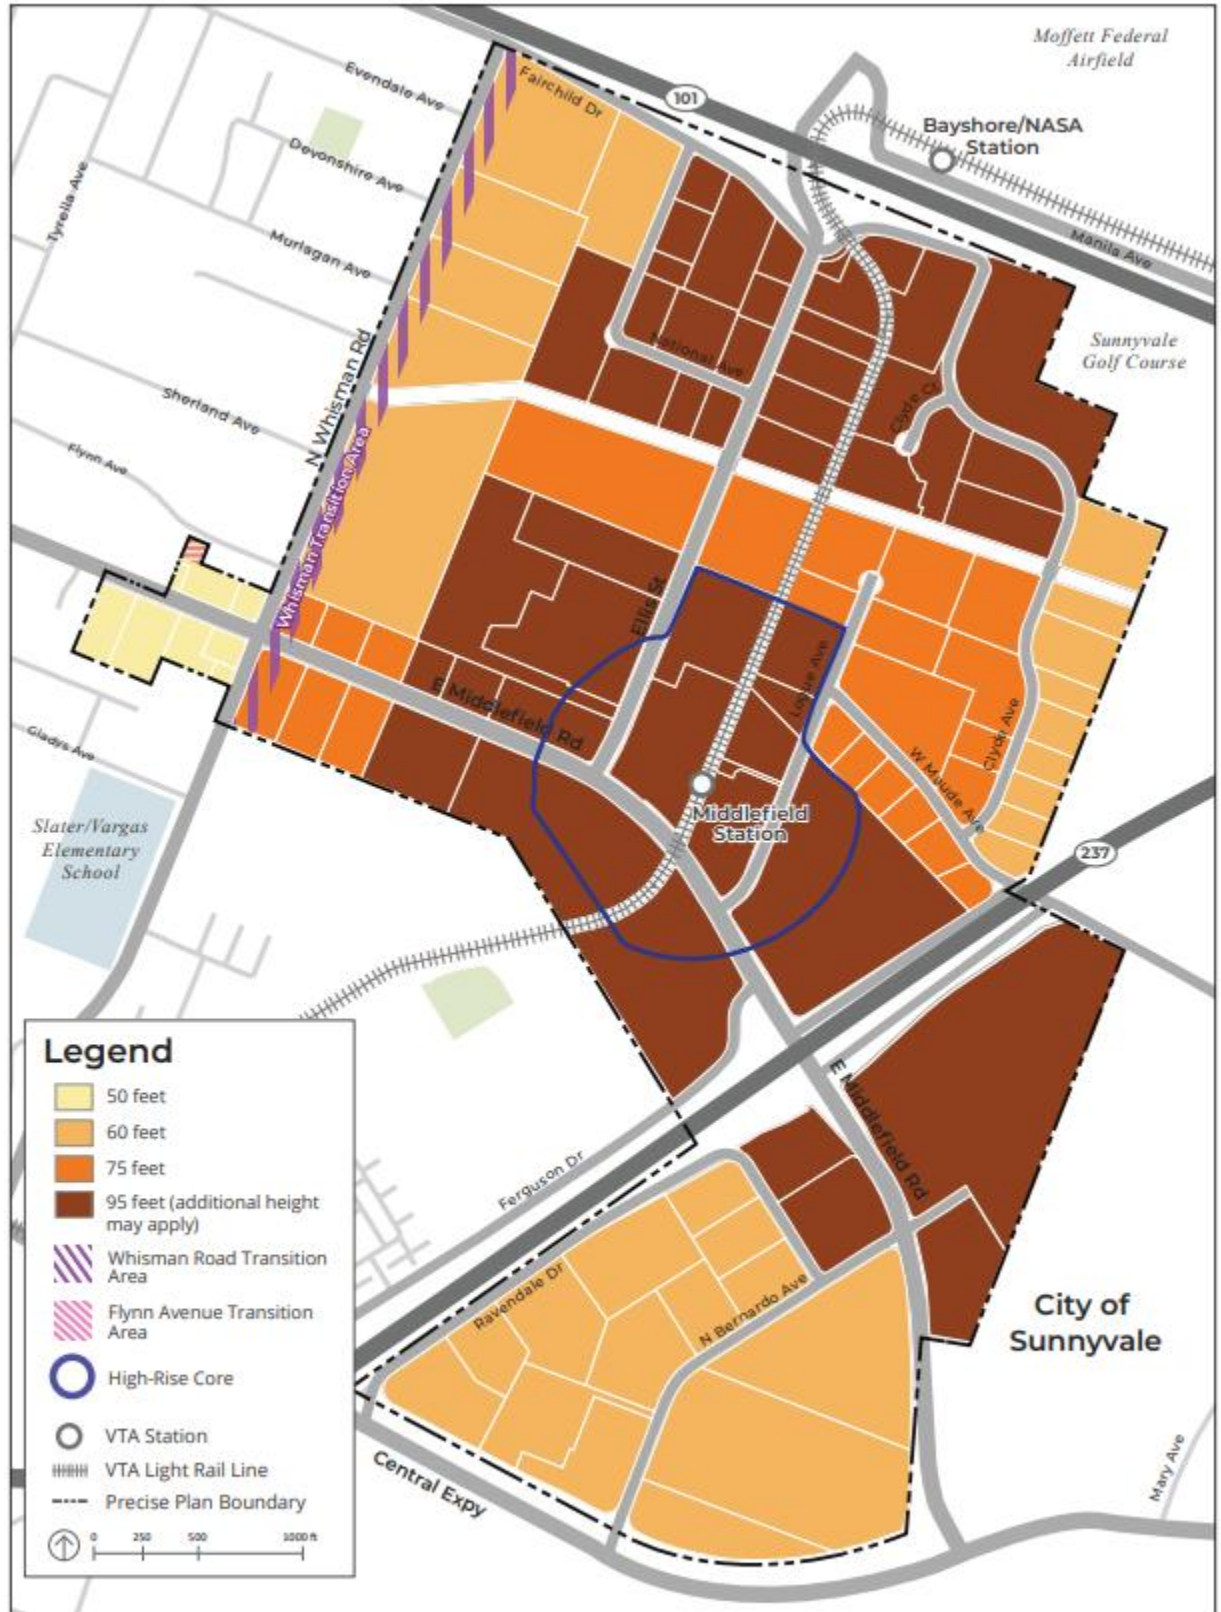 Moffett Federal
Airfield
Evendale Ave
Fairchild Dr
101
Bayshore/NASA
Station
Devonshire Ave
Tyrella Ave
Murlagan Ave
Manila Ave
N Whisman Rd
National Ave
Sunnyvale
Golf Course
Clyde Ct
Sherland Ave
Flynn Ave
Whisman Transition Area
Ellis St
Logue Ave
E Middlefield Rd
Clyde Ave
W Maude Ave
Gladys Ave
Middlefield
Station
Slater/Vargas
Elementary
School
237
E Middlefield Rd
Ferguson Dr
Ravendale Dr
N Bernardo Ave
City of
Sunnyvale
Central Expy
Mary Ave
Legend
50 feet
60 feet
75 feet
95 feet (additional height
may apply)
Whisman Road Transition
Area
Flynn Avenue Transition
Area
High-Rise Core
VTA Station
VTA Light Rail Line
Precise Plan Boundary
0 250 500 1000 ft